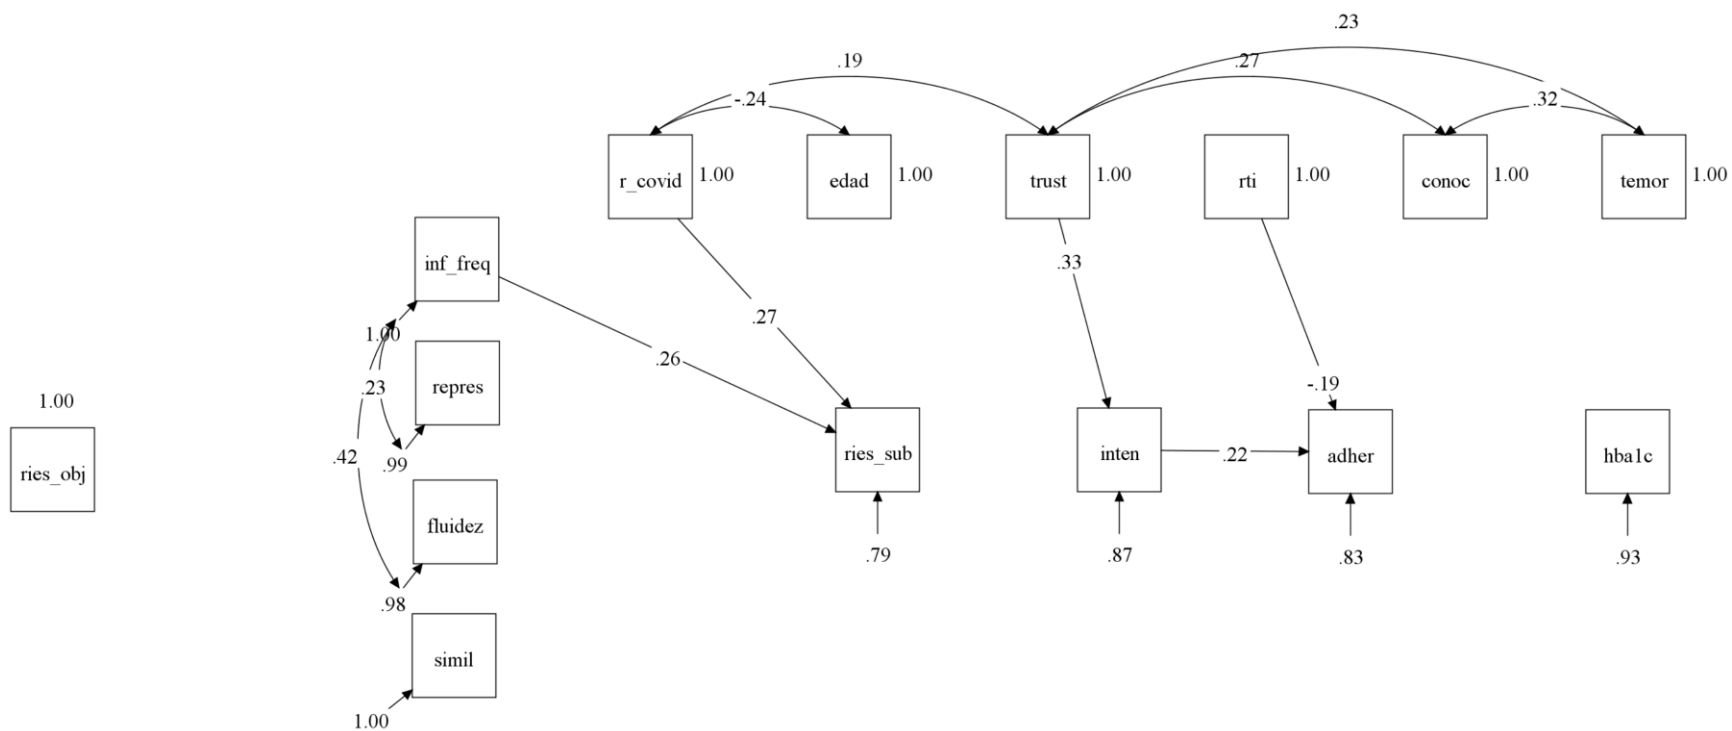 .23
.19
.27
-.24
.32
r_covid
1.00
edad
1.00
trust
1.00
rti
1.00
conoc
1.00
temor
1.00
inf_freq
.33
.27
1.00
.26
repres
.23
-.19
1.00
ries_obj
.42
.99
ries_sub
inten
.22
adher
hba1c
fluidez
.79
.87
.83
.93
.98
simil
1.00